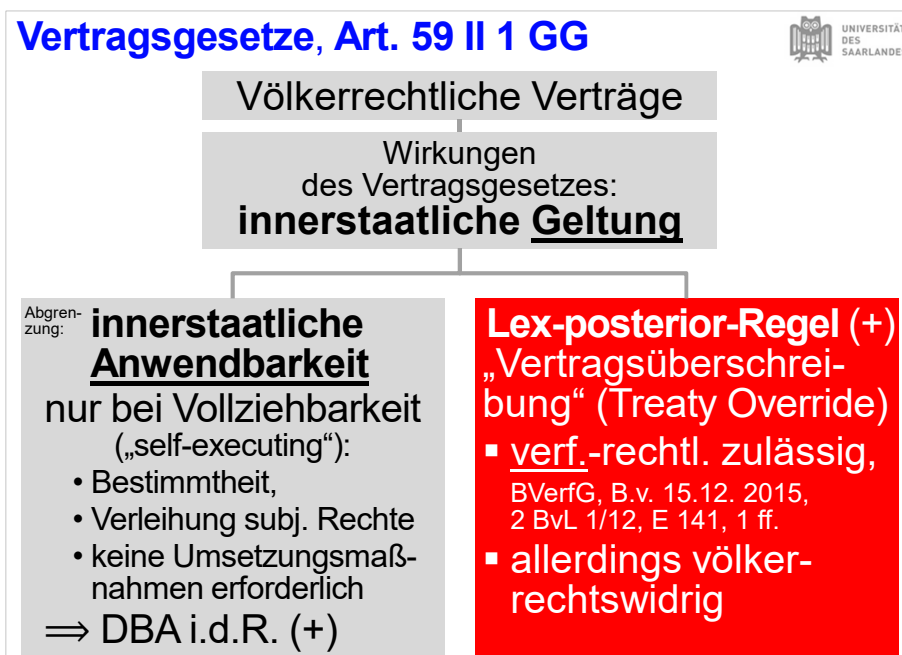 Vertragsgesetze, Art. 59 II 1 GG
UNIVERSITÄT
DES
SAARLANDES
Völkerrechtliche Verträge
Wirkungen
des Vertragsgesetzes:
innerstaatliche Geltung
Abgren-
zung:
innerstaatliche
Anwendbarkeit
nur bei Vollziehbarkeit
(„self-executing“):
• Bestimmtheit,
• Verleihung subj. Rechte
• keine Umsetzungsmaß-
nahmen erforderlich
⟹ DBA i.d.R. (+)
Lex-posterior-Regel (+)
„Vertragsüberschrei-
bung“ (Treaty Override)
▪ verf.-rechtl. zulässig,
BVerfG, B.v. 15.12. 2015,
2 BvL 1/12, E 141, 1 ff.
▪ allerdings völker-
rechtswidrig